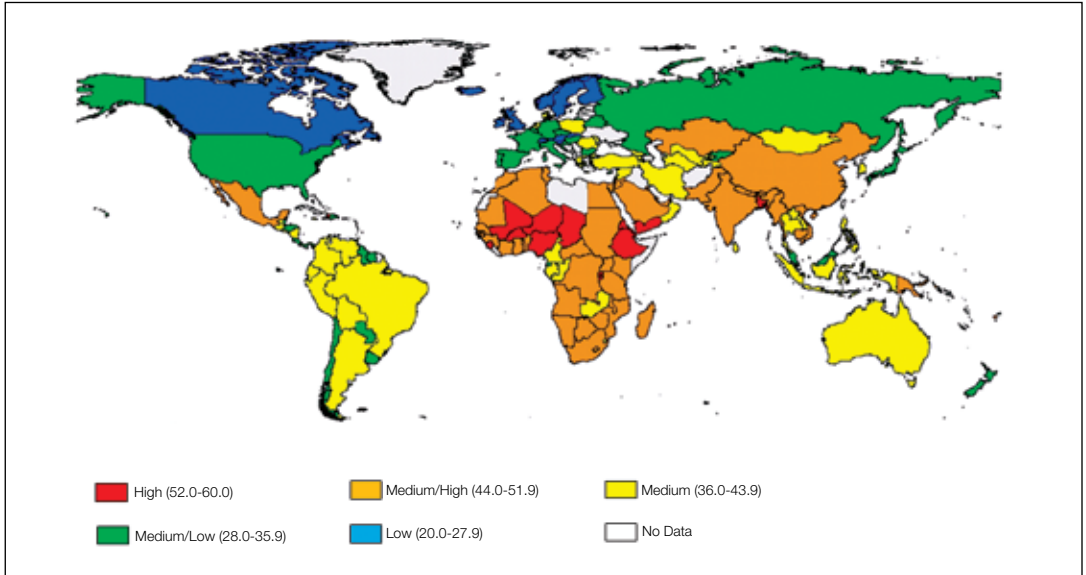 High (52.0-60.0)
Medium/High (44.0-51.9)
Medium (36.0-43.9)
Medium/Low (28.0-35.9)
Low (20.0-27.9)
No Data